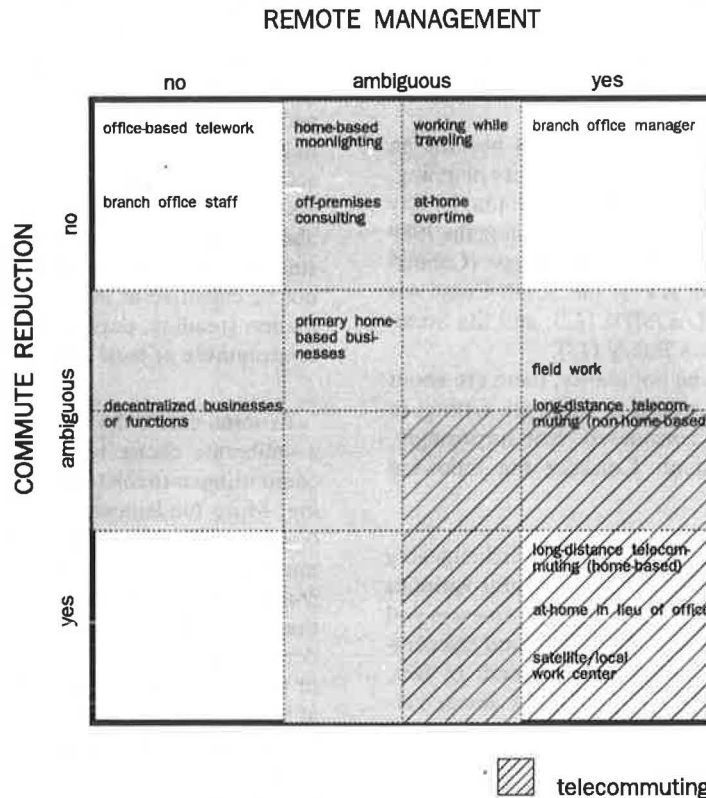 REMOTE MANAGEMENT
no
ambiguous
yes
COMMUTE REDUCTION
no
office-based telework
home-based
moonlighting
working while
traveling
branch office manager
branch office staff
off-premises
consulting
at-home
overtime
ambiguous
primary home-
based busi-
nesses
field work
decentralized businesses
or functions
long-distance telecom-
muting (non-home-based
yes
long-distance telecom-
muting (home-based)
at-home in lieu of office
satellite/local
work center
telecommuting